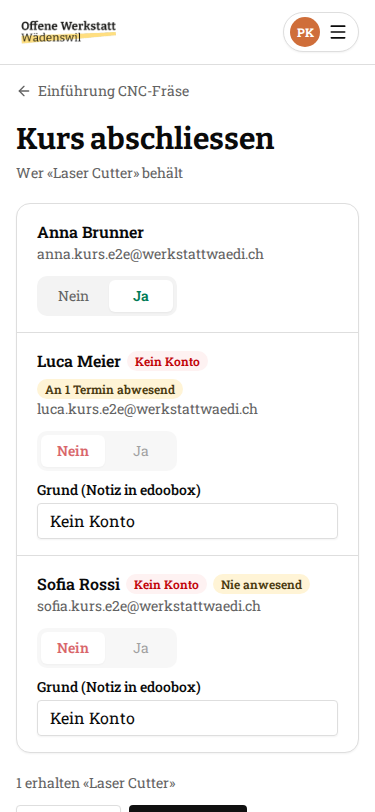 Offene Werkstatt
Wädenswil
PK
Einführung CNC-Fräse
Kurs abschliessen
Wer «Laser Cutter» behält
Anna Brunner
anna.kurs.e2e@werkstattwaedi.ch
Nein Ja
Luca Meier Kein Konto
An 1 Termin abwesend
luca.kurs.e2e@werkstattwaedi.ch
Nein Ja
Grund (Notiz in edoobox)
Kein Konto
Sofia Rossi Kein Konto Nie anwesend
sofia.kurs.e2e@werkstattwaedi.ch
Nein Ja
Grund (Notiz in edoobox)
Kein Konto
1 erhalten «Laser Cutter»